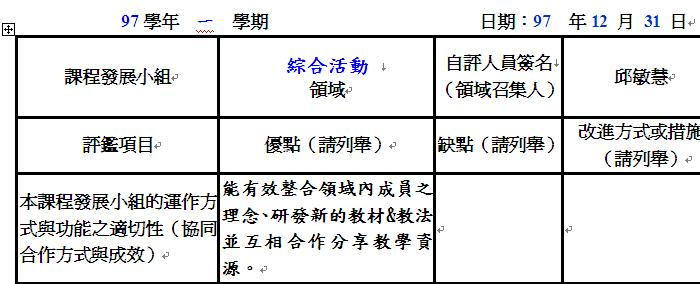 97 學年 一 學期 日期：97 年 12 月 31 日
課程發展小組
綜合活動
領域
自評人員簽名
（領域召集人）
邱敏慧
評鑑項目
優點（請列舉）
缺點（請列舉）
改進方式或措施
（請列舉）
本課程發展小組的運作方
式與功能之適切性（協同
合作方式與成效）
能有效整合領域內成員之
理念、研發新的教材&教法
並互相合作分享教學資
源。